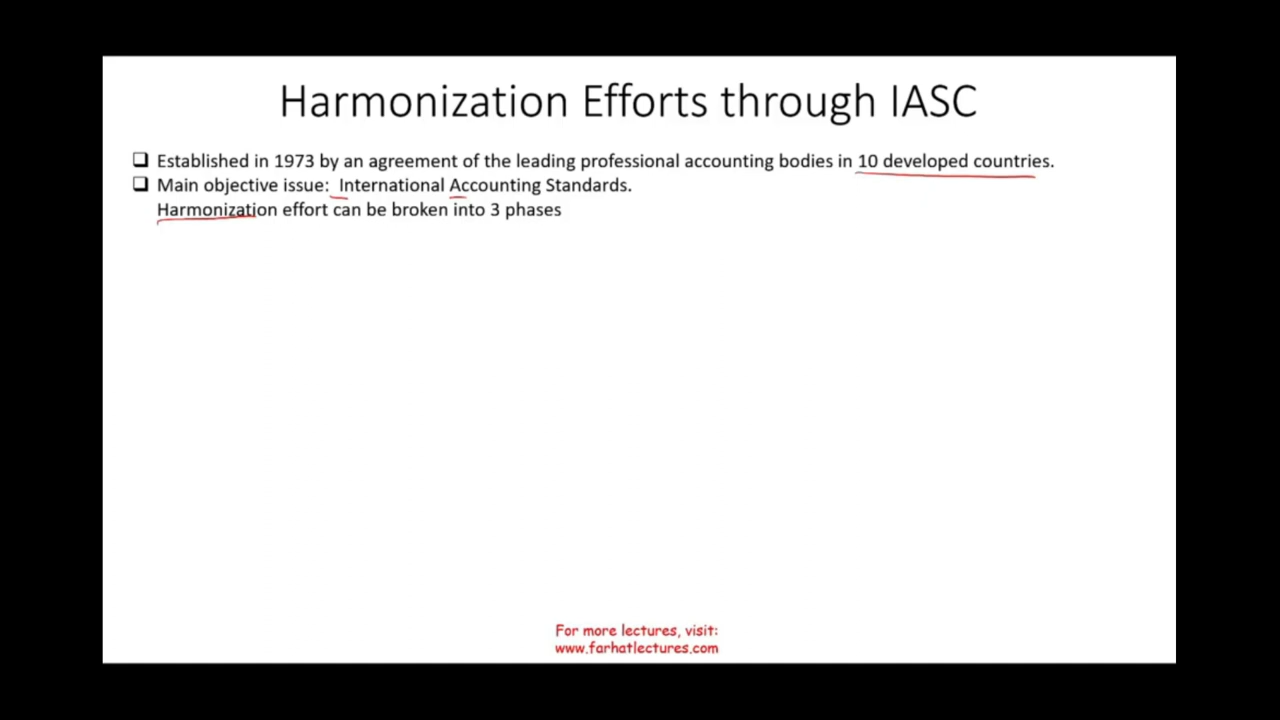 Harmonization Efforts through IASC
❑ Established in 1973 by an agreement of the leading professional accounting bodies in 10 developed countries.
❑ Main objective issue: International Accounting Standards.
Harmonization effort can be broken into 3 phases
For more lectures, visit:
www.farhatlectures.com